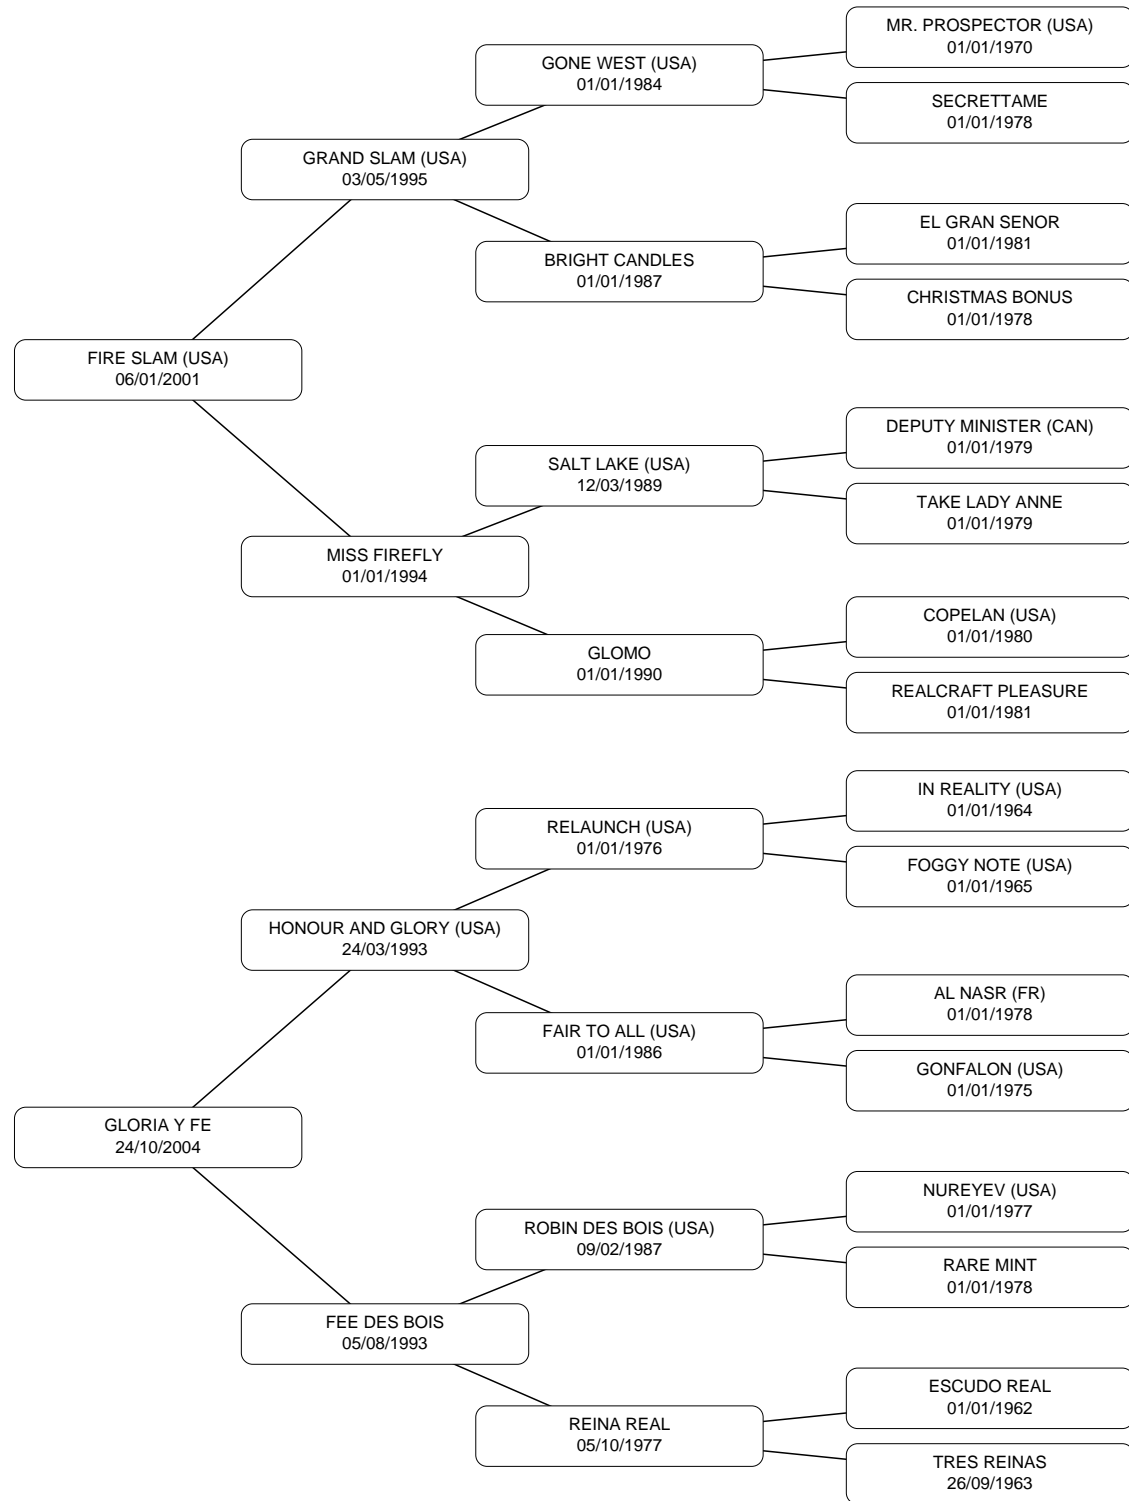 MR. PROSPECTOR (USA)
01/01/1970
GONE WEST (USA)
01/01/1984
SECRETTAME
01/01/1978
GRAND SLAM (USA)
03/05/1995
EL GRAN SENOR
01/01/1981
BRIGHT CANDLES
01/01/1987
CHRISTMAS BONUS
01/01/1978
FIRE SLAM (USA)
06/01/2001
DEPUTY MINISTER (CAN)
01/01/1979
SALT LAKE (USA)
12/03/1989
TAKE LADY ANNE
01/01/1979
MISS FIREFLY
01/01/1994
COPELAN (USA)
01/01/1980
GLOMO
01/01/1990
REALCRAFT PLEASURE
01/01/1981
IN REALITY (USA)
01/01/1964
RELAUNCH (USA)
01/01/1976
FOGGY NOTE (USA)
01/01/1965
HONOUR AND GLORY (USA)
24/03/1993
AL NASR (FR)
01/01/1978
FAIR TO ALL (USA)
01/01/1986
GONFALON (USA)
01/01/1975
GLORIA Y FE
24/10/2004
NUREYEV (USA)
01/01/1977
ROBIN DES BOIS (USA)
09/02/1987
RARE MINT
01/01/1978
FEE DES BOIS
05/08/1993
ESCUDO REAL
01/01/1962
REINA REAL
05/10/1977
TRES REINAS
26/09/1963